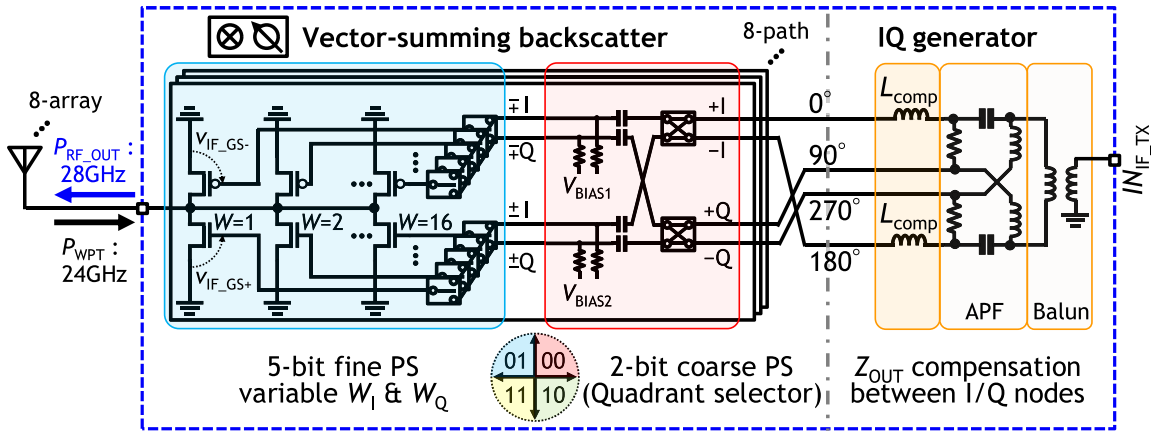 Vector-summing backscatter
8-path
IQ generator
8-array
P_RF_OUT :
28GHz
P_WPT :
24GHz
v_IF_GS-
v_IF_GS+
W=1
W=2
W=16
∓I
∓Q
±I
±Q
V_BIAS1
V_BIAS2
+I
−I
+Q
−Q
0°
90°
270°
180°
L_comp
L_comp
APF
Balun
IN_IF_TX
5-bit fine PS
variable W_I & W_Q
01 00
11 10
2-bit coarse PS
(Quadrant selector)
Z_OUT compensation
between I/Q nodes